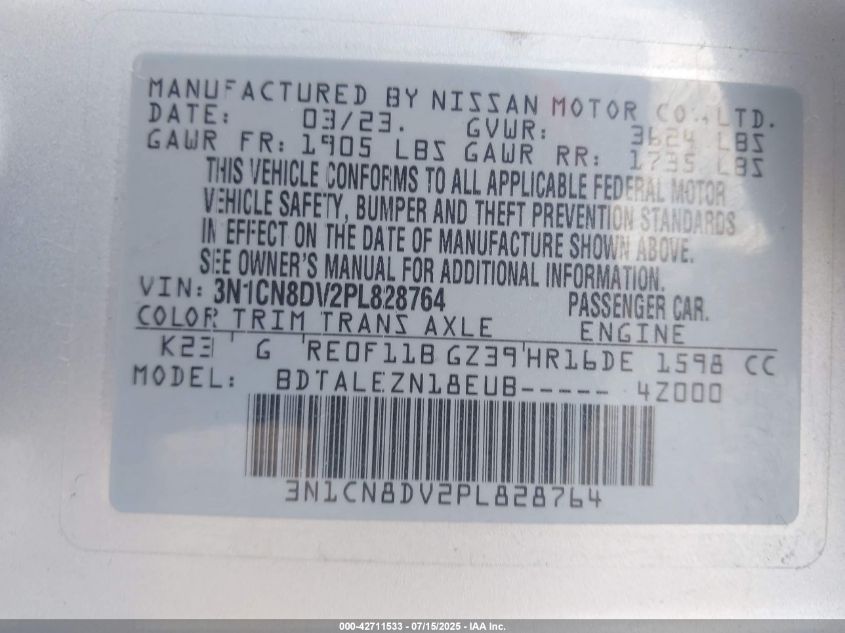 MANUFACTURED BY NISSAN MOTOR CO.,LTD.
DATE: 03/23. GVWR: 3624 LBS
GAWR FR: 1905 LBS GAWR RR: 1735 LBS
THIS VEHICLE CONFORMS TO ALL APPLICABLE FEDERAL MOTOR
VEHICLE SAFETY, BUMPER AND THEFT PREVENTION STANDARDS
IN EFFECT ON THE DATE OF MANUFACTURE SHOWN ABOVE.
SEE OWNER'S MANUAL FOR ADDITIONAL INFORMATION.
VIN: 3N1CN8DV2PL828764 PASSENGER CAR.
COLOR TRIM TRANS AXLE ENGINE
K23 ' G 'RE0F11B GZ39'HR16DE 1598 CC
MODEL: BDTALEZN18EUB----- 4Z000
3N1CN8DV2PL828764
000-42711533 - 07/15/2025 - IAA Inc.